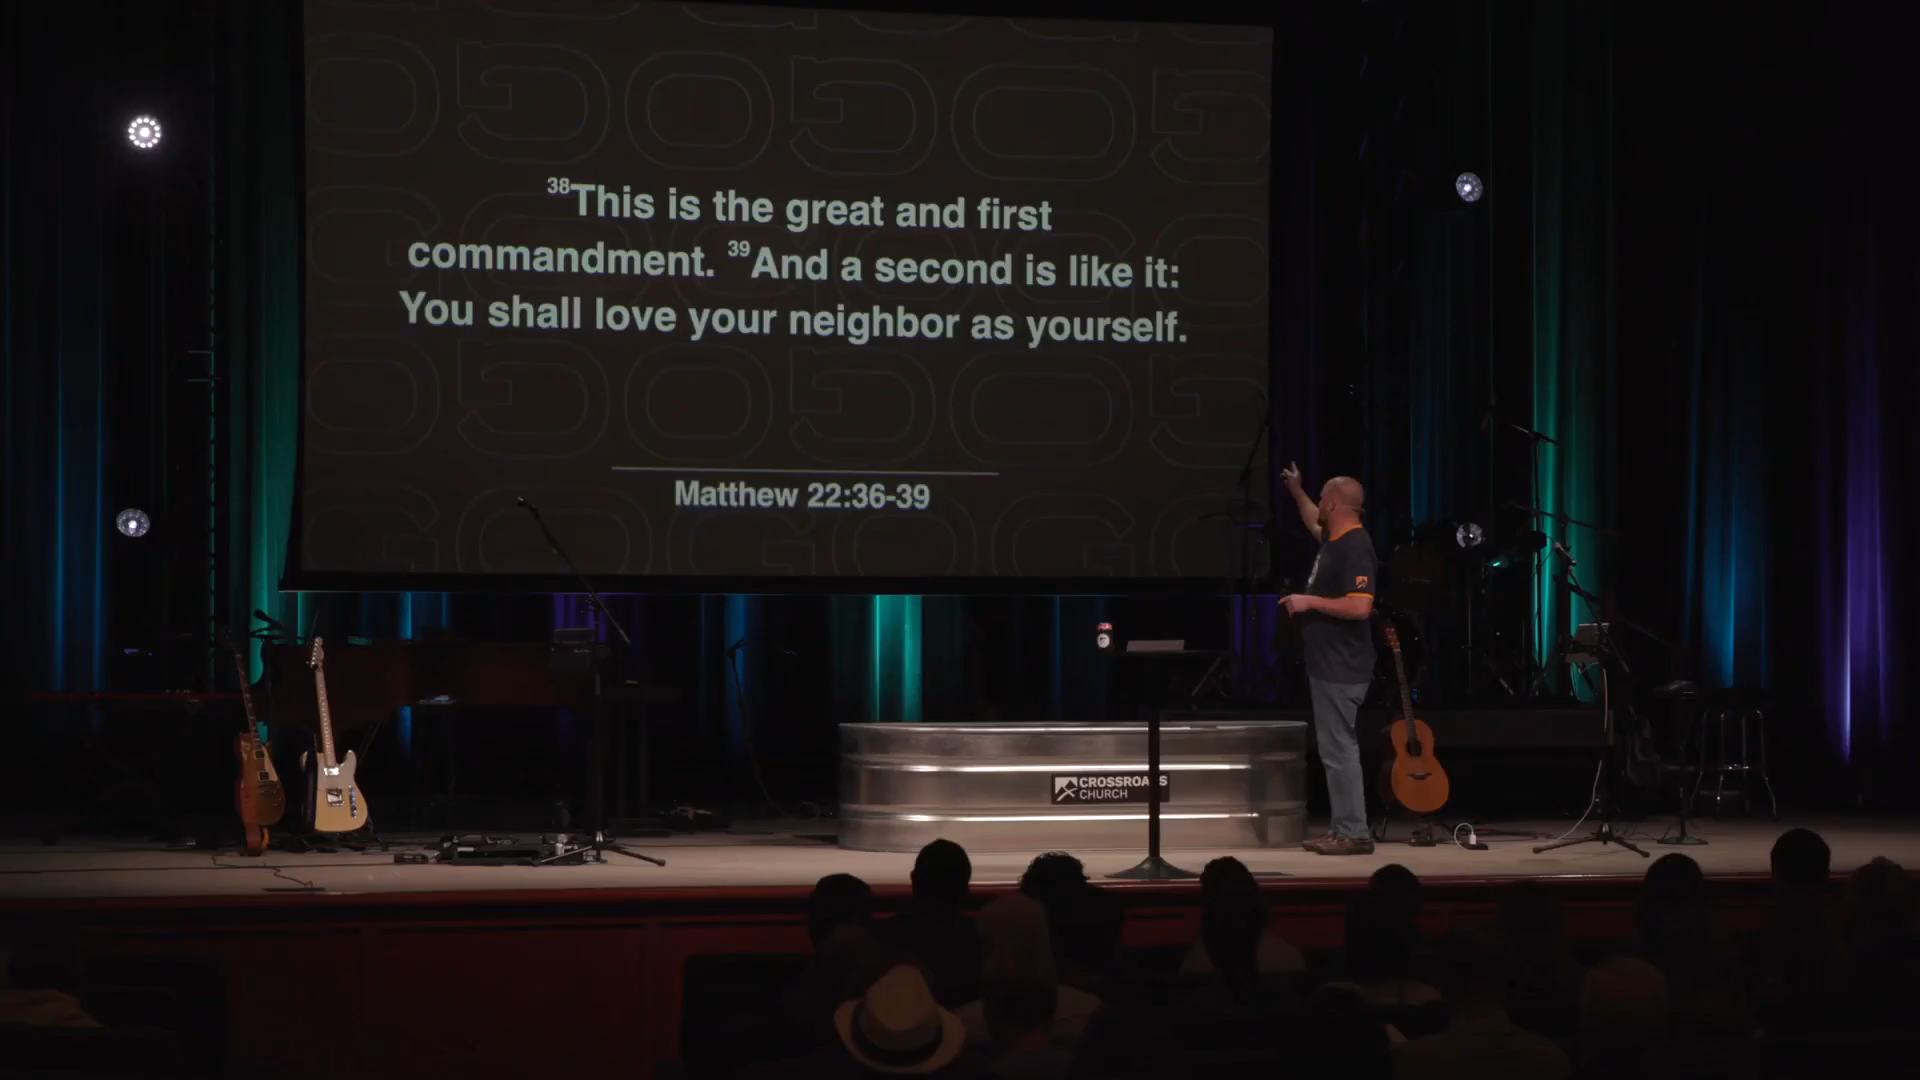 ³⁸This is the great and first
commandment. ³⁹And a second is like it:
You shall love your neighbor as yourself.
Matthew 22:36-39
CROSSROADS
CHURCH